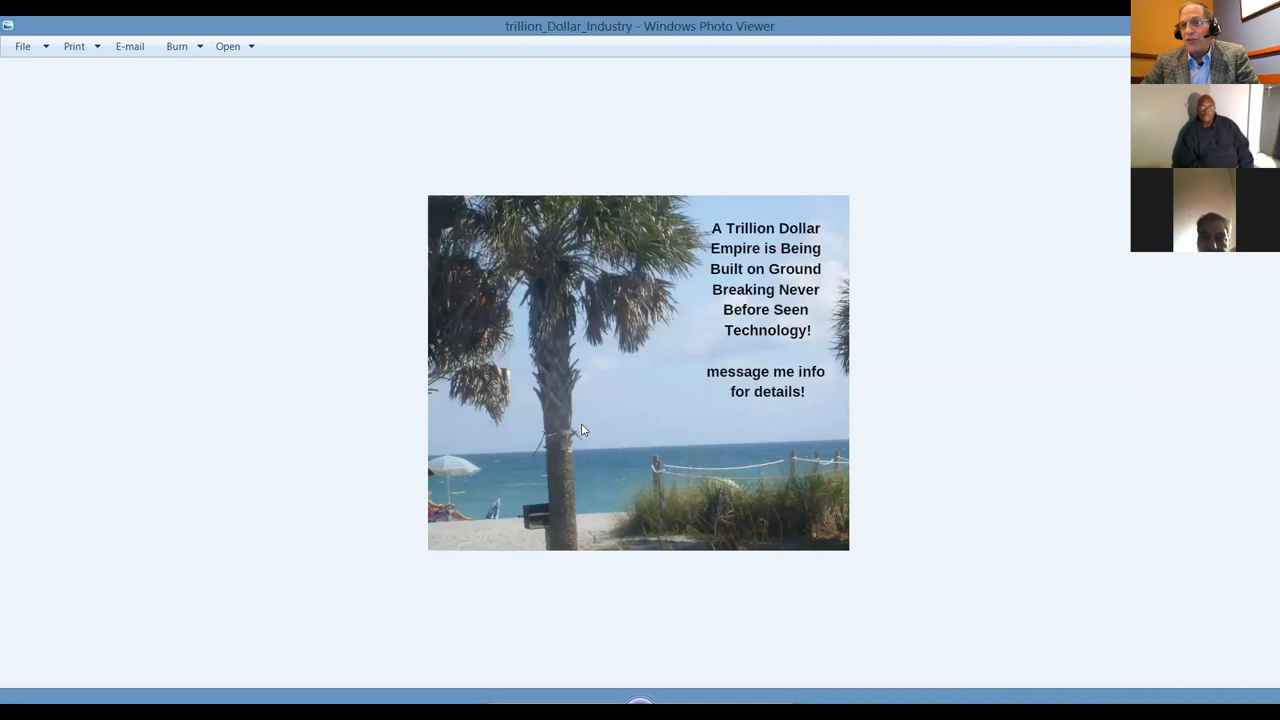 trillion_Dollar_Industry - Windows Photo Viewer
File Print E-mail Burn Open
A Trillion Dollar
Empire is Being
Built on Ground
Breaking Never
Before Seen
Technology!
message me info
for details!